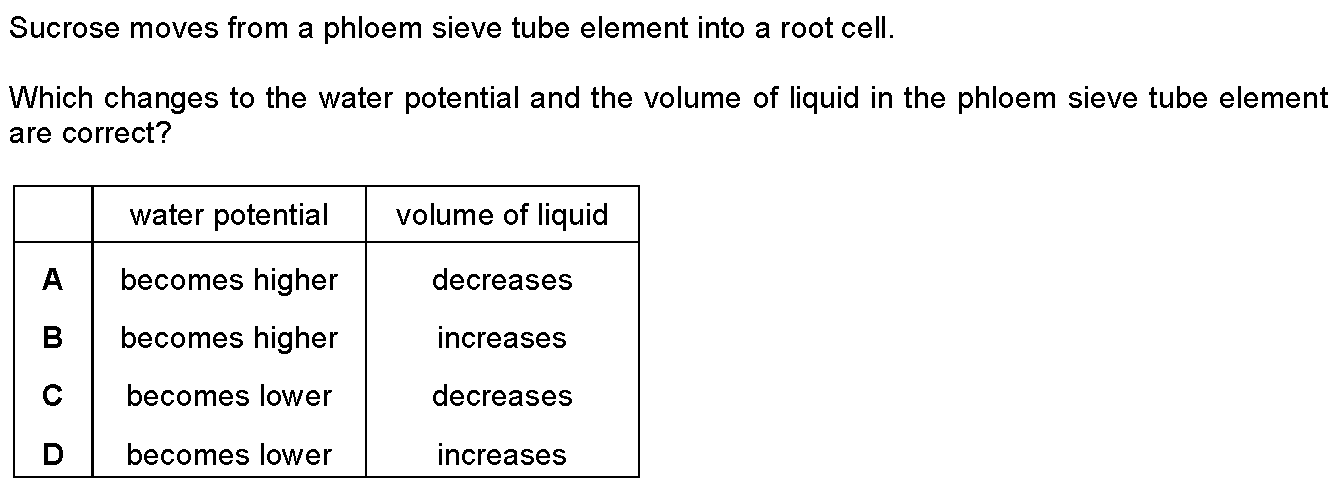 Sucrose moves from a phloem sieve tube element into a root cell.
Which changes to the water potential and the volume of liquid in the phloem sieve tube element
are correct?
water potential volume of liquid
A becomes higher decreases
B becomes higher increases
C becomes lower decreases
D becomes lower increases